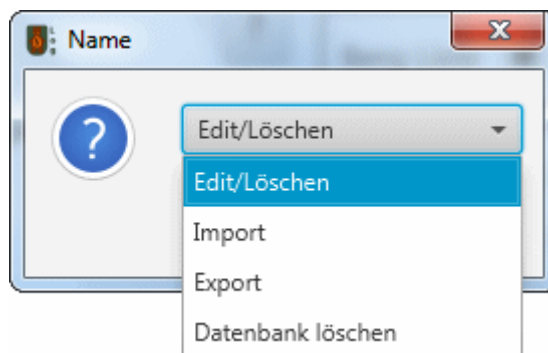 Name
Edit/Löschen
Edit/Löschen
Import
Export
Datenbank löschen